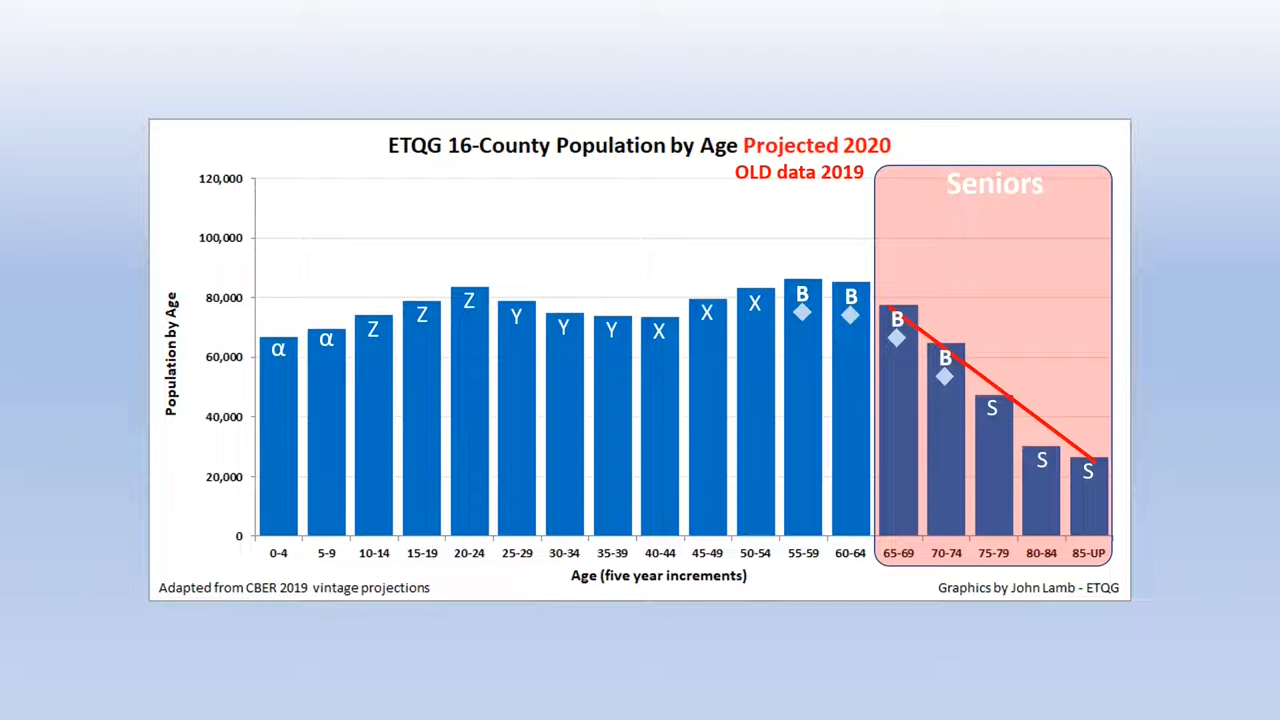 ETQG 16-County Population by Age Projected 2020
OLD data 2019
Seniors
120,000
100,000
80,000
60,000
40,000
20,000
0
Population by Age
α α Z Z Z Y Y Y X X X B B B B S S S
0-4 5-9 10-14 15-19 20-24 25-29 30-34 35-39 40-44 45-49 50-54 55-59 60-64 65-69 70-74 75-79 80-84 85-UP
Age (five year increments)
Adapted from CBER 2019 vintage projections
Graphics by John Lamb - ETQG